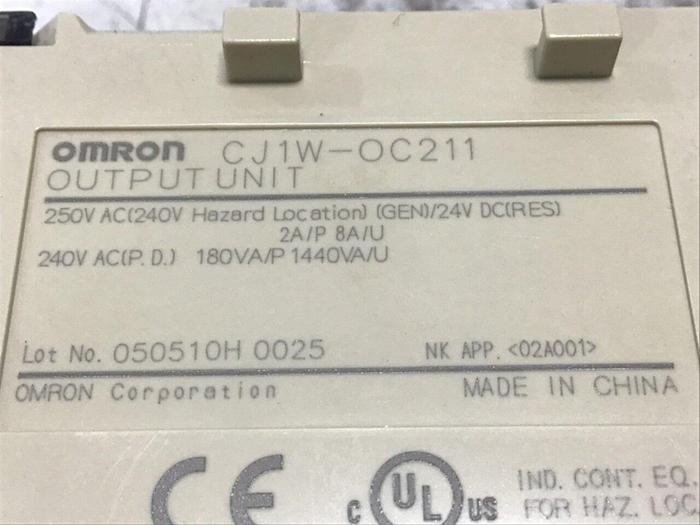 OMRON CJ1W-OC211
OUTPUT UNIT
250V AC(240V Hazard Location) (GEN)/24V DC(RES)
2A/P 8A/U
240V AC(P.D.) 180VA/P 1440VA/U
Lot No. 050510H 0025 NK APP. <02A001>
OMRON Corporation MADE IN CHINA
CE c UL US IND. CONT. EQ.
FOR HAZ. LOC